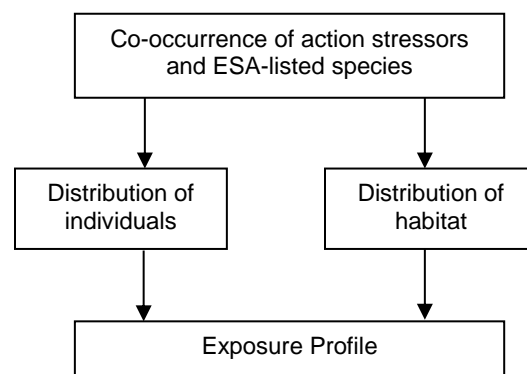 Co-occurrence of action stressors
and ESA-listed species
Distribution of
individuals
Distribution of
habitat
Exposure Profile